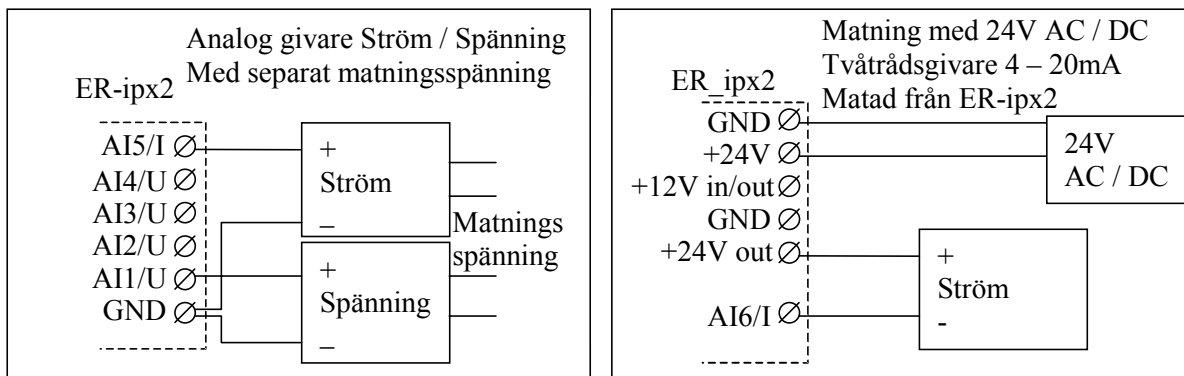 Analog givare Ström / Spänning
Med separat matningsspänning
ER-ipx2
AI5/I
AI4/U
AI3/U
AI2/U
AI1/U
GND
+
Ström
–
+
Spänning
–
Matnings
spänning
Matning med 24V AC / DC
Tvåtrådsgivare 4 – 20mA
Matad från ER-ipx2
ER_ipx2
GND
+24V
+12V in/out
GND
+24V out
AI6/I
24V
AC / DC
+
Ström
-